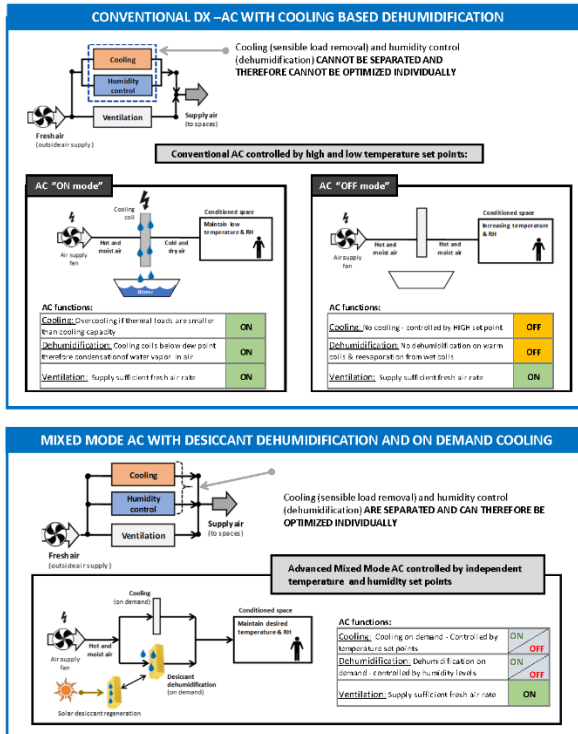 CONVENTIONAL DX –AC WITH COOLING BASED DEHUMIDIFICATION
Cooling
Humidity
control
Ventilation
Fresh air
(outside air supply)
Supply air
(to spaces)
Cooling (sensible load removal) and humidity control
(dehumidification) CANNOT BE SEPARATED AND
THEREFORE CANNOT BE OPTIMIZED INDIVIDUALLY
Conventional AC controlled by high and low temperature set points:
AC "ON mode"
Cooling
coil
Air supply
fan
Hot and
moist air
Cold and
dry air
Water
Conditioned space
Maintain low
temperature & RH
AC functions:
Cooling: Overcooling if thermal loads are smaller
than cooling capacity
ON
Dehumidification: Cooling coils below dew point
therefore condensation of water vapor in air
ON
Ventilation: Supply sufficient fresh air rate
ON
AC "OFF mode"
Air supply
fan
Hot and
moist air
Hot and
moist air
Conditioned space
Increasing temperature
& RH
AC functions:
Cooling: No cooling - controlled by HIGH set point
OFF
Dehumidification: No dehumidification on warm
coils & reevaporation from wet coils
OFF
Ventilation: Supply sufficient fresh air rate
ON
MIXED MODE AC WITH DESICCANT DEHUMIDIFICATION AND ON DEMAND COOLING
Cooling
Humidity
control
Ventilation
Fresh air
(outside air supply)
Supply air
(to spaces)
Cooling (sensible load removal) and humidity control
(dehumidification) ARE SEPARATED AND CAN THEREFORE BE
OPTIMIZED INDIVIDUALLY
Advanced Mixed Mode AC controlled by independent
temperature and humidity set points
Cooling
(on demand)
Air supply
fan
Hot and
moist air
Desiccant
dehumidification
(on demand)
Solar desiccant regeneration
Conditioned space
Maintain desired
temperature & RH
AC functions:
Cooling: Cooling on demand - Controlled by
temperature set points
ON
OFF
Dehumidification: Dehumidification on
demand - controlled by humidity levels
ON
OFF
Ventilation: Supply sufficient fresh air rate
ON